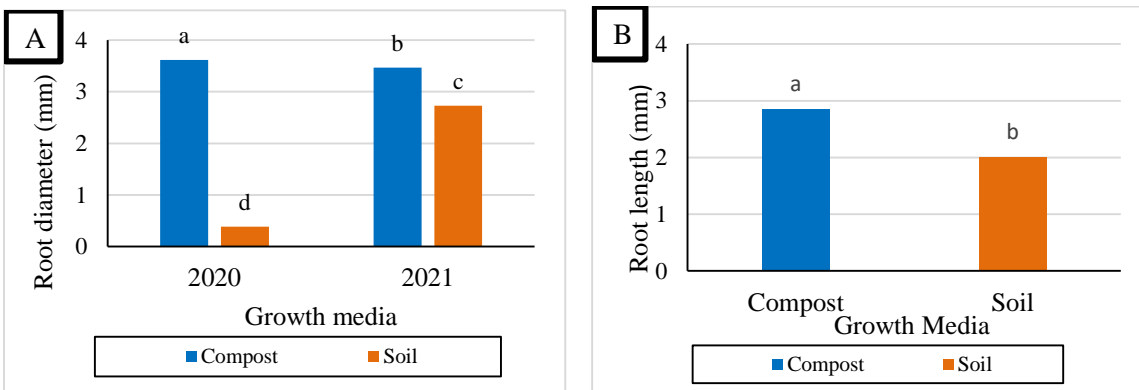 A
Root diameter (mm)
4
3
2
1
0
a
d
b
c
2020
2021
Growth media
Compost
Soil
B
Root length (mm)
4
3
2
1
0
a
b
Compost
Soil
Growth Media
Compost
Soil